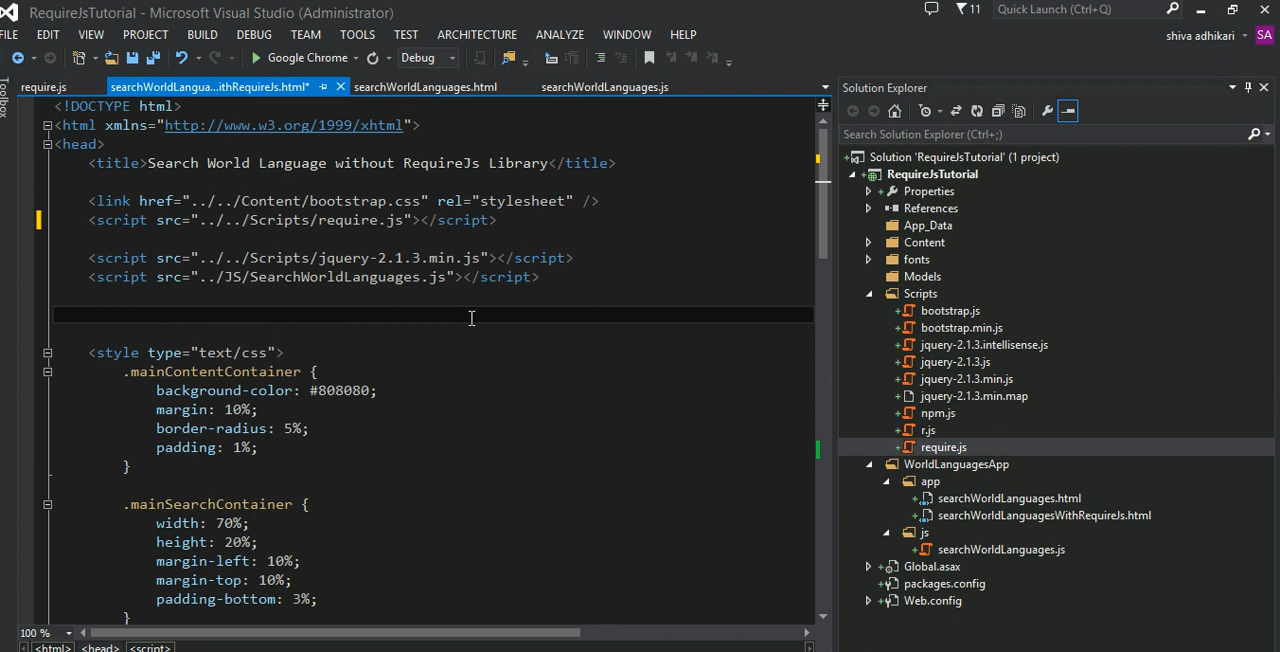 RequireJsTutorial - Microsoft Visual Studio (Administrator)
11
Quick Launch (Ctrl+Q)
FILE EDIT VIEW PROJECT BUILD DEBUG TEAM TOOLS TEST ARCHITECTURE ANALYZE WINDOW HELP
shiva adhikari SA
Google Chrome Debug
Toolbox
require.js searchWorldLangua...ithRequireJs.html* searchWorldLanguages.html searchWorldLanguages.js
<!DOCTYPE html>
<html xmlns="http://www.w3.org/1999/xhtml">
<head>
<title>Search World Language without RequireJs Library</title>
<link href="../../Content/bootstrap.css" rel="stylesheet" />
<script src="../../Scripts/require.js"></script>
<script src="../../Scripts/jquery-2.1.3.min.js"></script>
<script src="../JS/SearchWorldLanguages.js"></script>
<style type="text/css">
.mainContentContainer {
background-color: #808080;
margin: 10%;
border-radius: 5%;
padding: 1%;
}
.mainSearchContainer {
width: 70%;
height: 20%;
margin-left: 10%;
margin-top: 10%;
padding-bottom: 3%;
}
100 %
<html> <head> <script>
Solution Explorer
Search Solution Explorer (Ctrl+;)
Solution 'RequireJsTutorial' (1 project)
RequireJsTutorial
Properties
References
App_Data
Content
fonts
Models
Scripts
bootstrap.js
bootstrap.min.js
jquery-2.1.3.intellisense.js
jquery-2.1.3.js
jquery-2.1.3.min.js
jquery-2.1.3.min.map
npm.js
r.js
require.js
WorldLanguagesApp
app
searchWorldLanguages.html
searchWorldLanguagesWithRequireJs.html
js
searchWorldLanguages.js
Global.asax
packages.config
Web.config